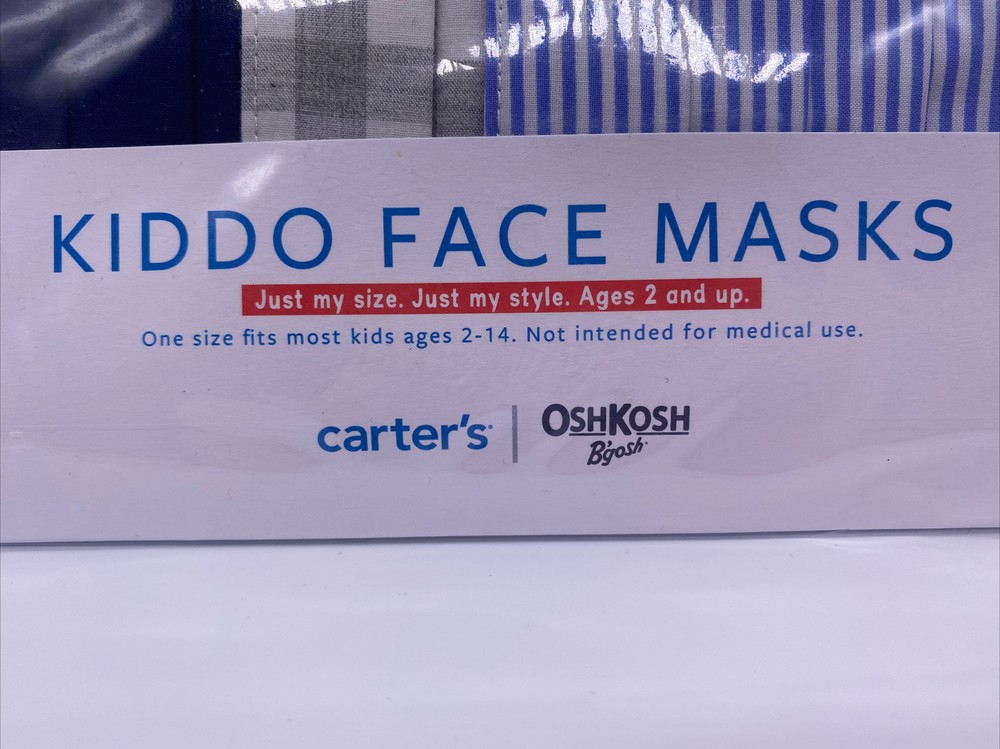 KIDDO FACE MASKS
Just my size. Just my style. Ages 2 and up.
One size fits most kids ages 2-14. Not intended for medical use.
carter's | OSHKOSH
B'gosh